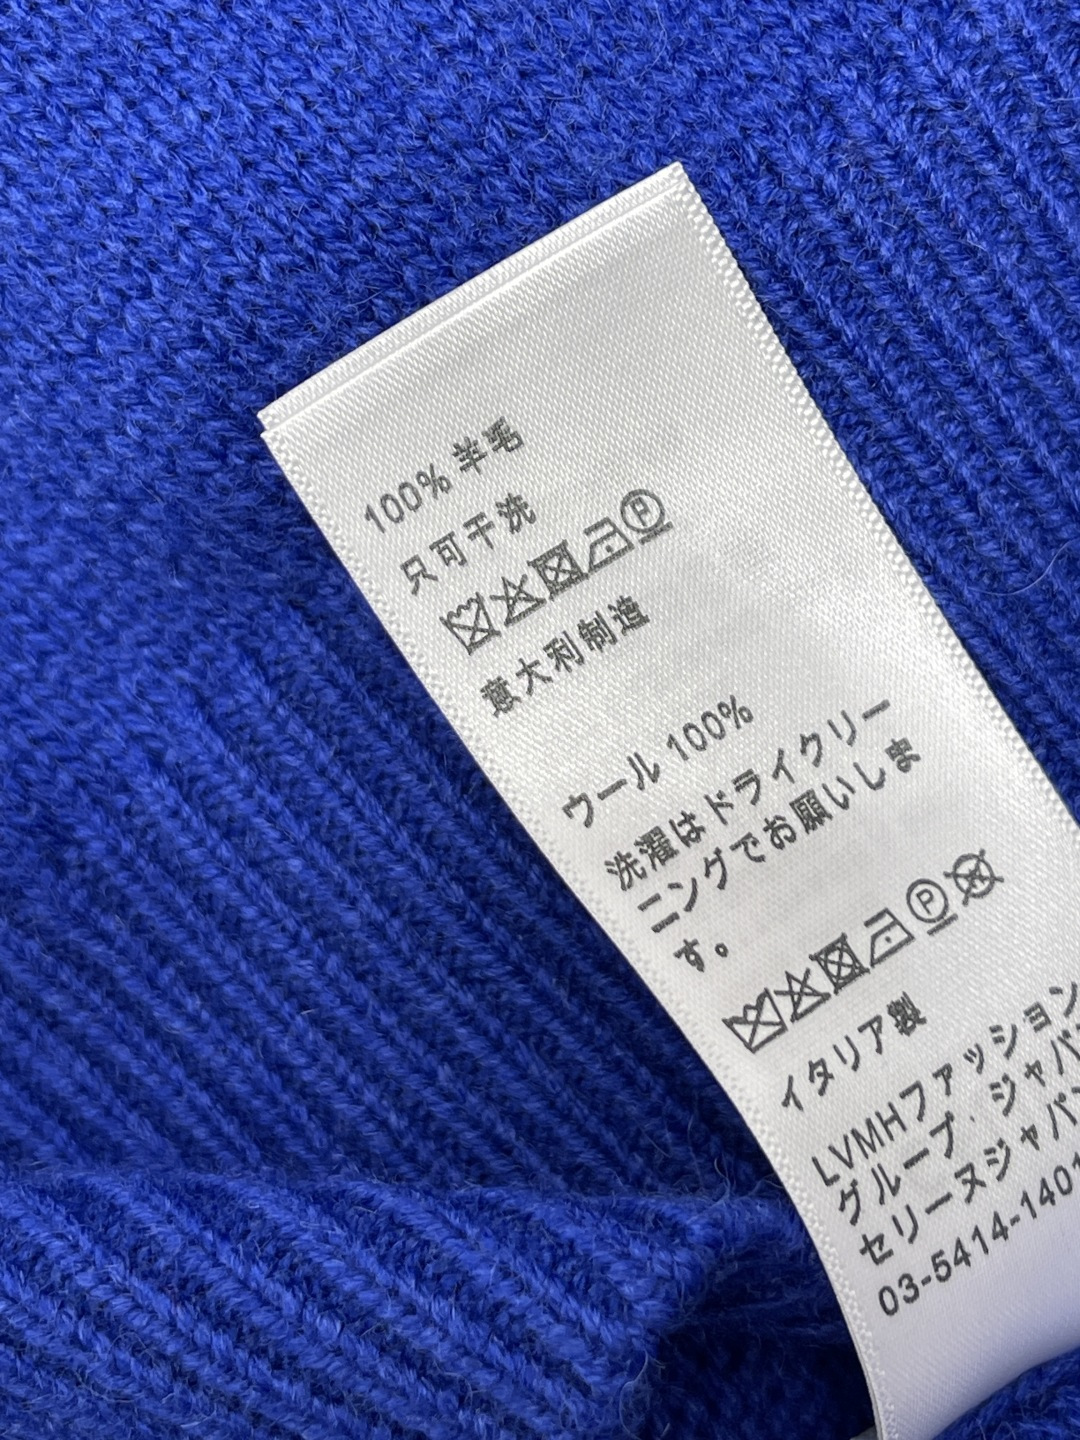 100% 羊毛
只可干洗
P
意大利制造
ウール 100%
洗濯はドライクリー
ニングでお願いしま
す。
P
イタリア製
LVMHファッション
グループ・ジャパ
セリーヌジャパン
03-5414-1401